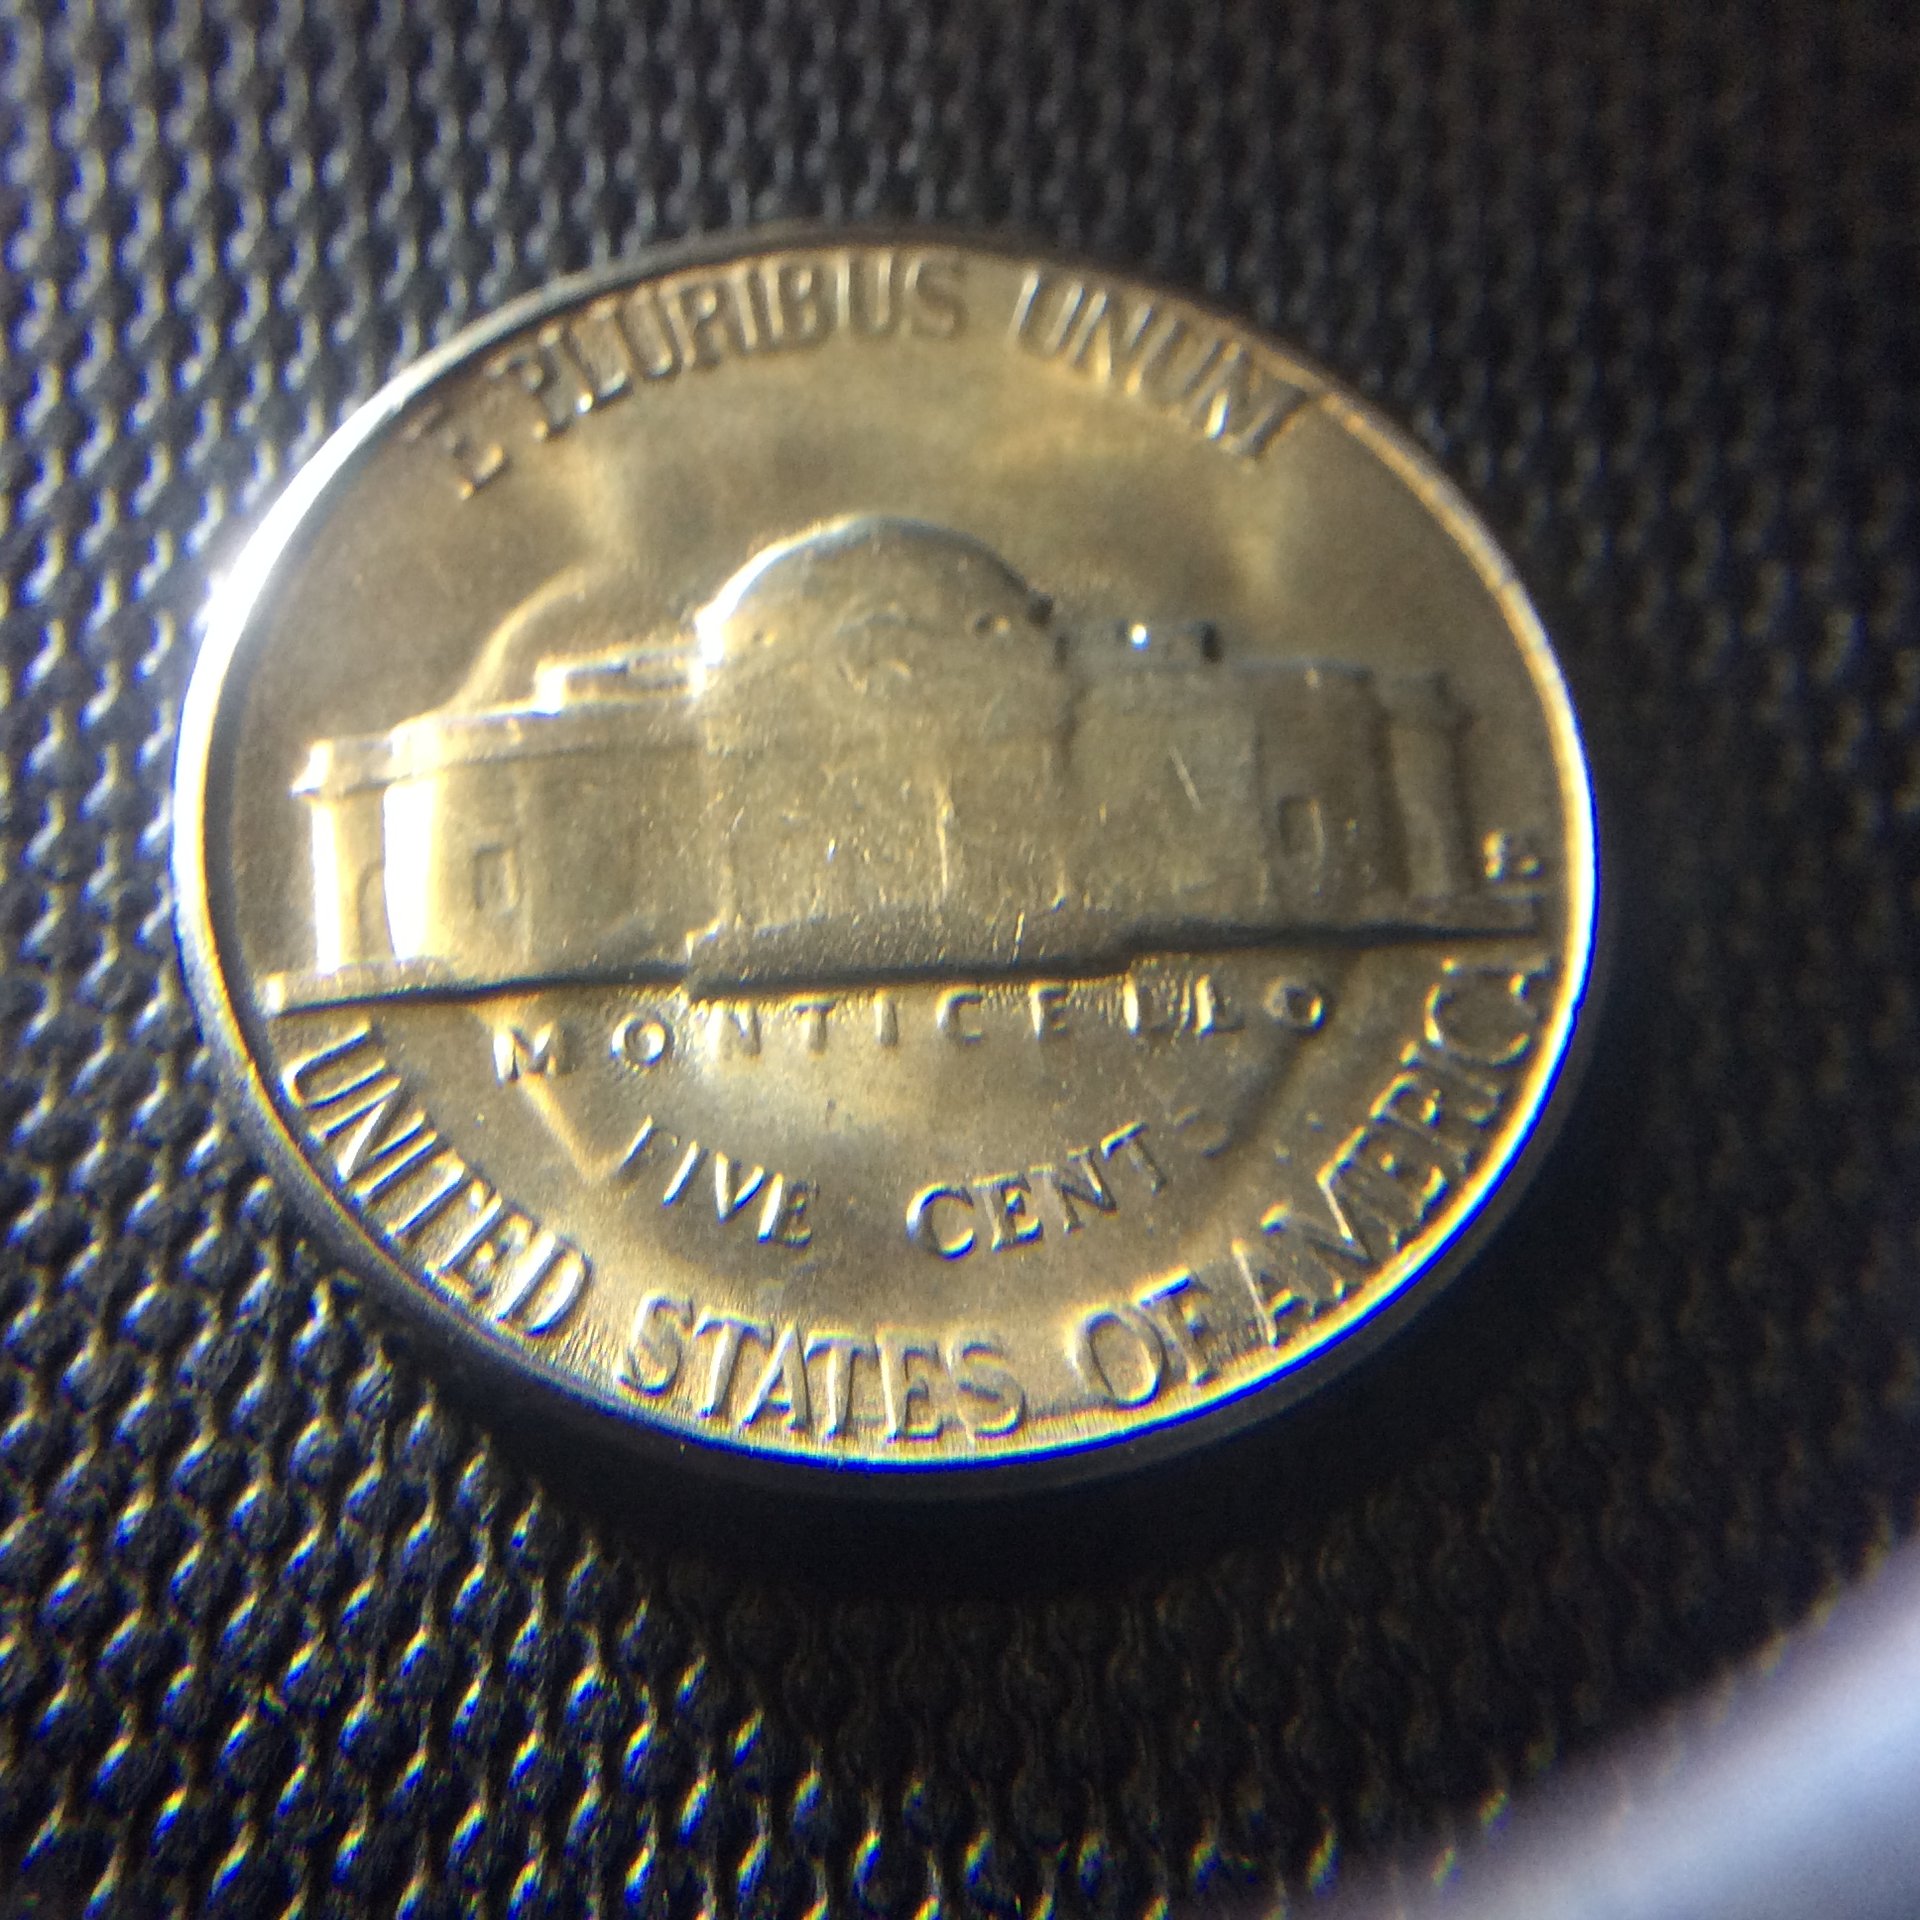 E PLURIBUS UNUM
S
MONTICELLO
FIVE CENTS
UNITED STATES OF AMERICA